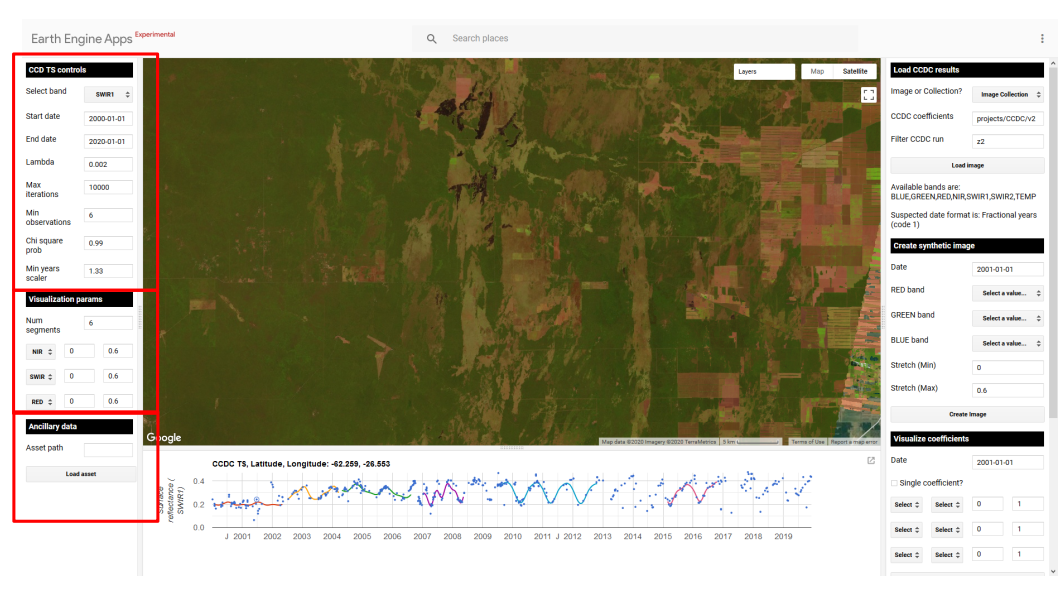 Earth Engine Apps Experimental
Search places
CCD TS controls
Select band SWIR1
Start date 2000-01-01
End date 2020-01-01
Lambda 0.002
Max
iterations 10000
Min
observations 6
Chi square
prob 0.99
Min years
scaler 1.33
Visualization params
Num
segments 6
NIR 0 0.6
SWIR 0 0.6
RED 0 0.6
Ancillary data
Asset path
Load asset
Layers Map Satellite
Google
Map data ©2020 Imagery ©2020 TerraMetrics 5 km Terms of Use Report a map error
CCDC TS, Latitude, Longitude: -62.259, -26.553
Surface
reflectance (
SWIR1)
0.4
0.2
0.0
J 2001 2002 2003 2004 2005 2006 2007 2008 2009 2010 2011 J 2012 2013 2014 2015 2016 2017 2018 2019
Load CCDC results
Image or Collection? Image Collection
CCDC coefficients projects/CCDC/v2
Filter CCDC run z2
Load image
Available bands are:
BLUE,GREEN,RED,NIR,SWIR1,SWIR2,TEMP
Suspected date format is: Fractional years
(code 1)
Create synthetic image
Date 2001-01-01
RED band Select a value...
GREEN band Select a value...
BLUE band Select a value...
Stretch (Min) 0
Stretch (Max) 0.6
Create Image
Visualize coefficients
Date 2001-01-01
Single coefficient?
Select Select 0 1
Select Select 0 1
Select Select 0 1